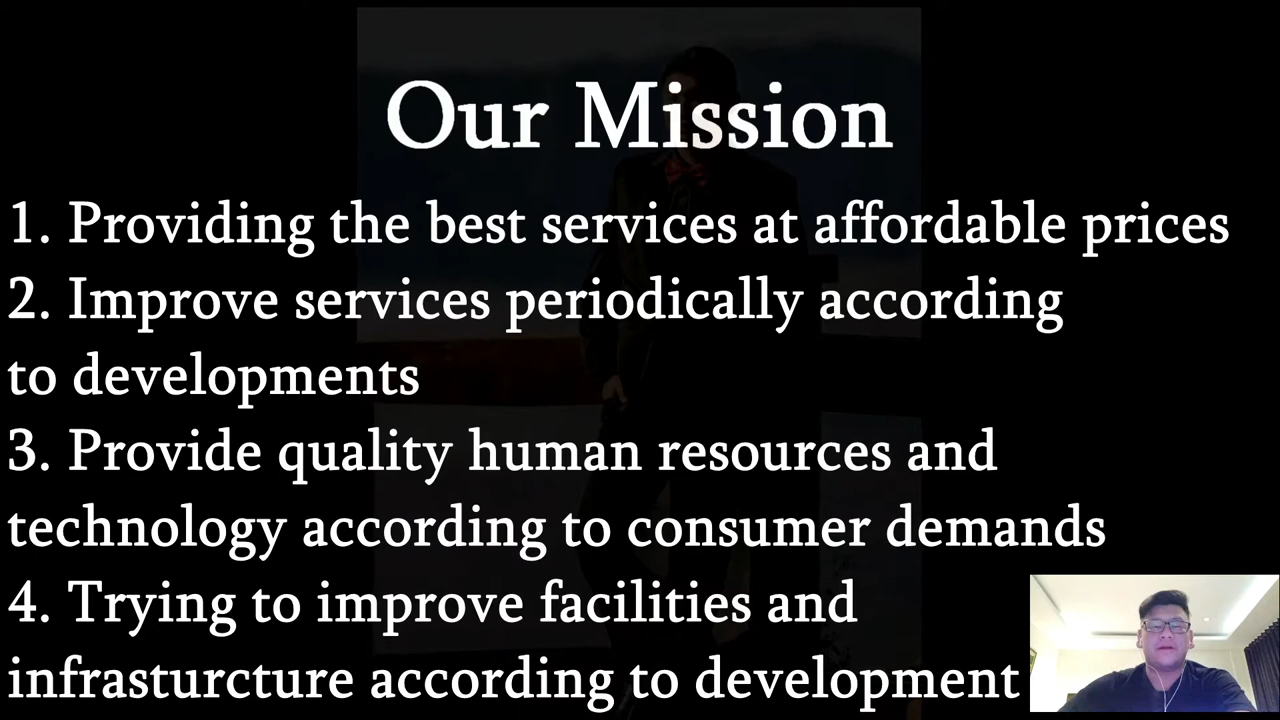 Our Mission
1. Providing the best services at affordable prices
2. Improve services periodically according
to developments
3. Provide quality human resources and
technology according to consumer demands
4. Trying to improve facilities and
infrasturcture according to development